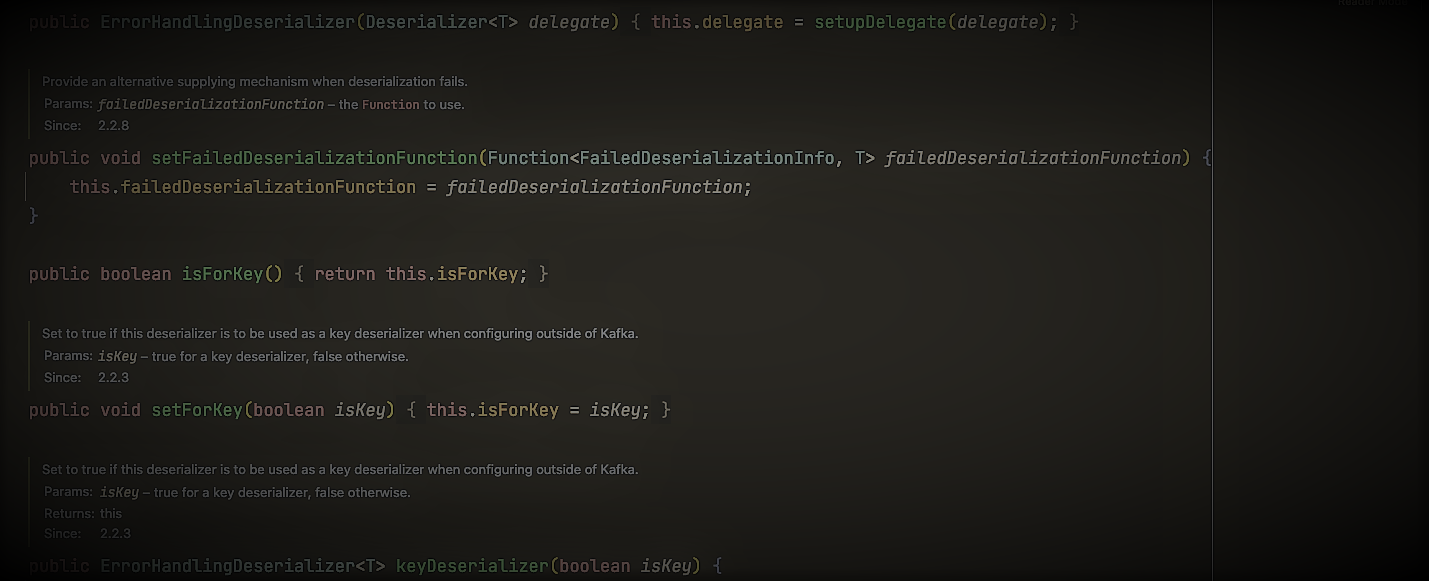 Header Mode
public ErrorHandlingDeserializer(Deserializer<T> delegate) { this.delegate = setupDelegate(delegate); }
Provide an alternative supplying mechanism when deserialization fails.
Params: failedDeserializationFunction – the Function to use.
Since: 2.2.8
public void setFailedDeserializationFunction(Function<FailedDeserializationInfo, T> failedDeserializationFunction) {
this.failedDeserializationFunction = failedDeserializationFunction;
}
public boolean isForKey() { return this.isForKey; }
Set to true if this deserializer is to be used as a key deserializer when configuring outside of Kafka.
Params: isKey – true for a key deserializer, false otherwise.
Since: 2.2.3
public void setForKey(boolean isKey) { this.isForKey = isKey; }
Set to true if this deserializer is to be used as a key deserializer when configuring outside of Kafka.
Params: isKey – true for a key deserializer, false otherwise.
Returns: this
Since: 2.2.3
public ErrorHandlingDeserializer<T> keyDeserializer(boolean isKey) {